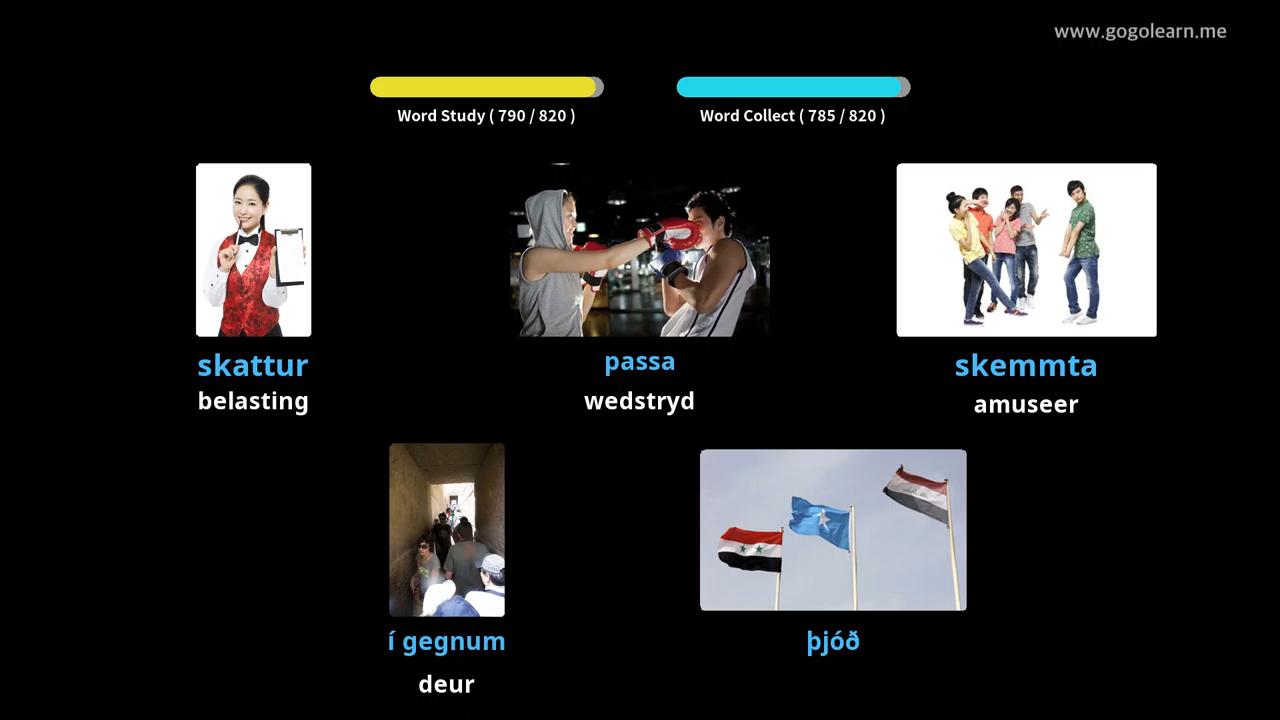 www.gogolearn.me
Word Study ( 790 / 820 )
Word Collect ( 785 / 820 )
skattur
belasting
passa
wedstryd
skemmta
amuseer
í gegnum
deur
þjóð